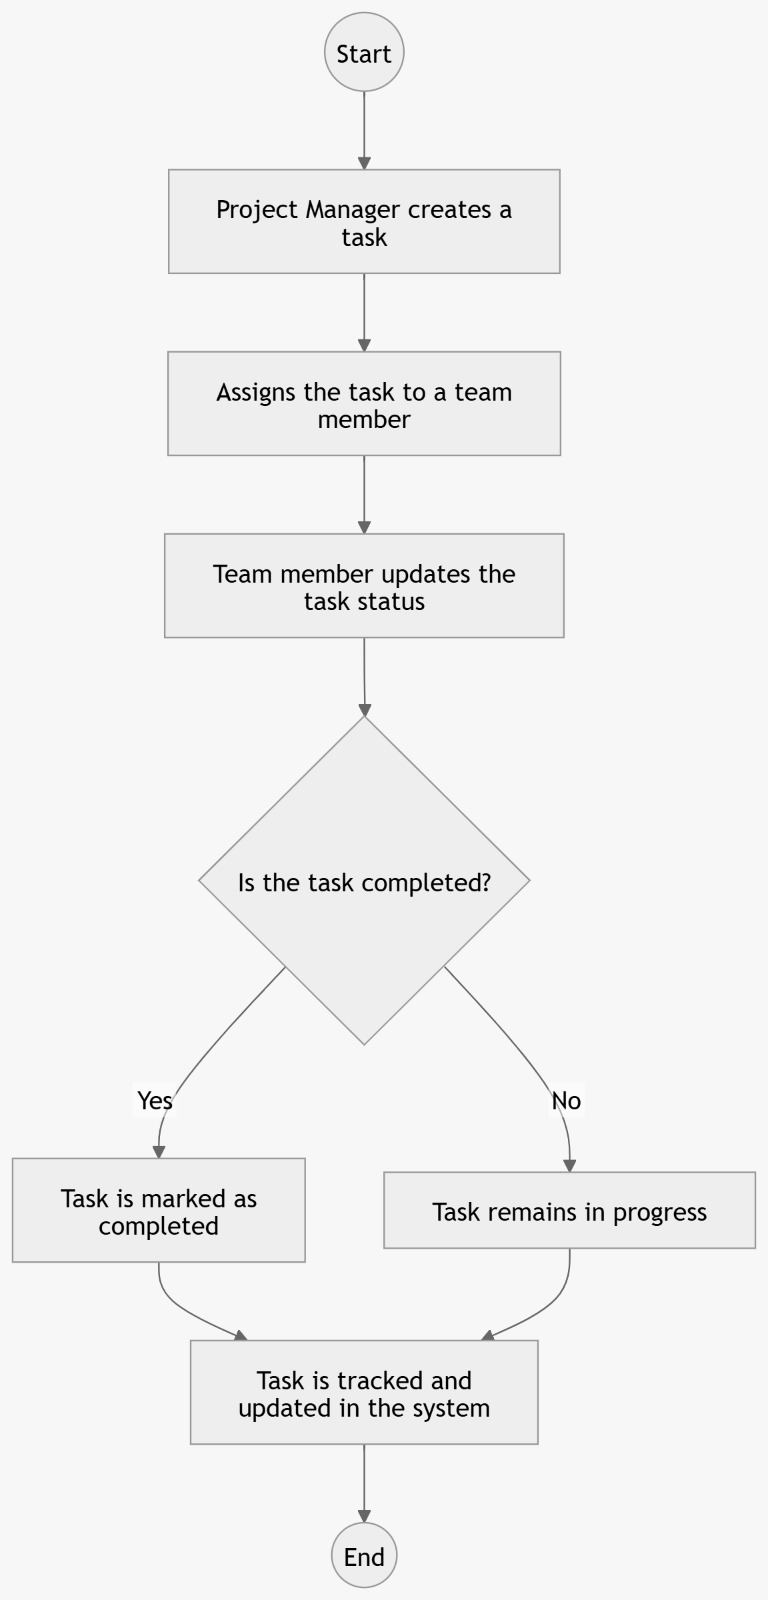 Start
Project Manager creates a
task
Assigns the task to a team
member
Team member updates the
task status
Is the task completed?
Yes
No
Task is marked as
completed
Task remains in progress
Task is tracked and
updated in the system
End